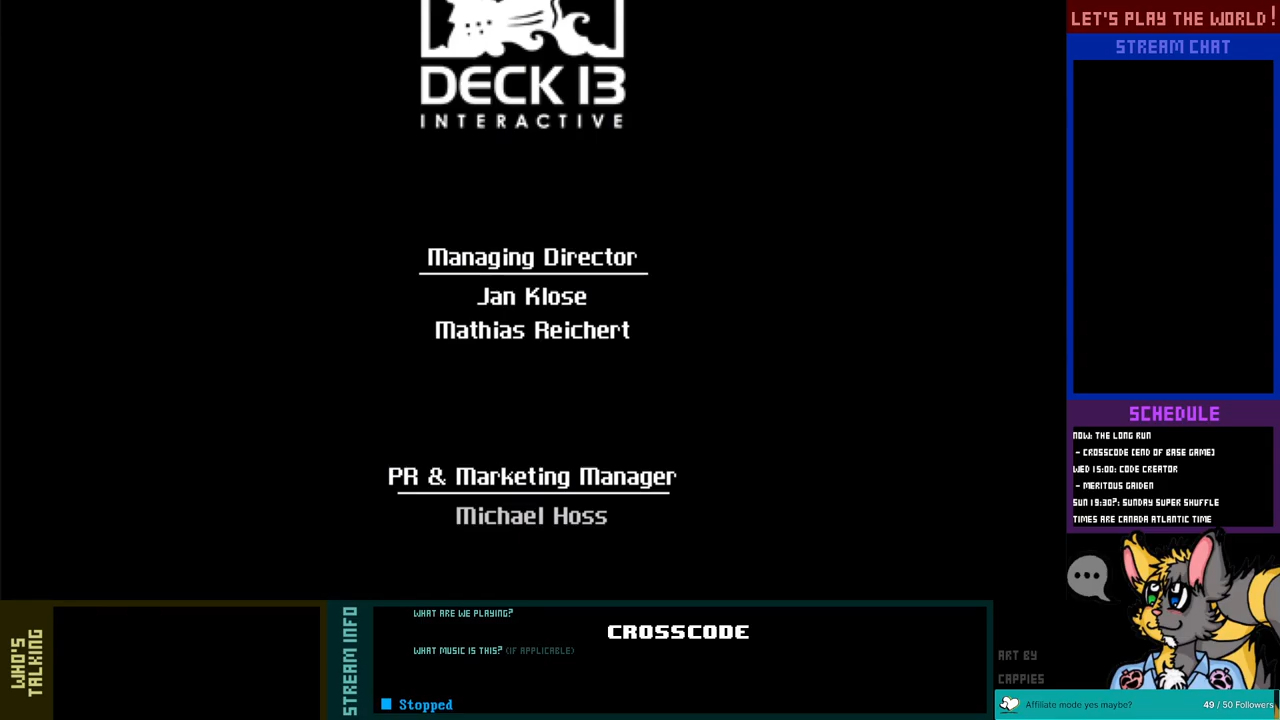 DECK 13
INTERACTIVE
Managing Director
Jan Klose
Mathias Reichert
PR & Marketing Manager
Michael Hoss
LET'S PLAY THE WORLD!
STREAM CHAT
SCHEDULE
NOW: THE LONG RUN
- CROSSCODE [END OF BASE GAME]
WED 15:00: CODE CREATOR
- MERITOUS GAIDEN
SUN 19:30?: SUNDAY SUPER SHUFFLE
TIMES ARE CANADA ATLANTIC TIME
WHO'S TALKING
STREAM INFO
WHAT ARE WE PLAYING?
CROSSCODE
WHAT MUSIC IS THIS? (IF APPLICABLE)
Stopped
ART BY
CAPPIES
Affiliate mode yes maybe?
49 / 50 Followers